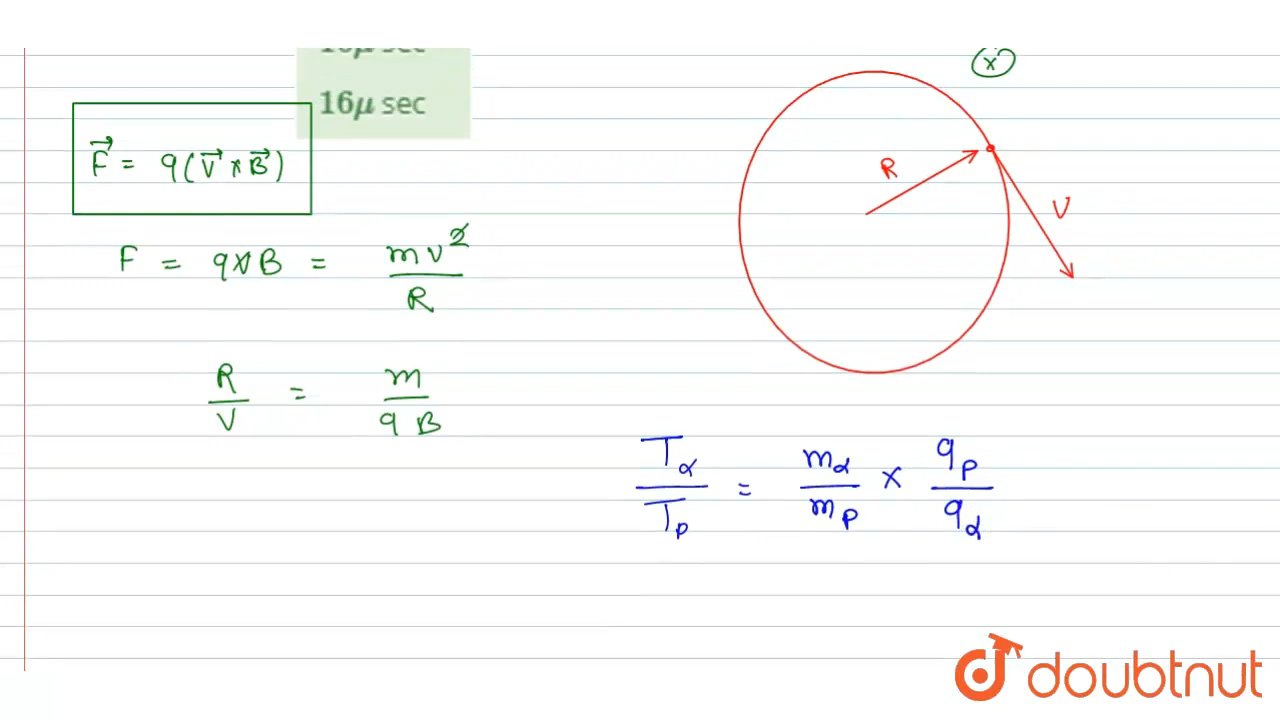 16μ sec
(x)
F⃗ = q(V⃗ × B⃗)
R
V
F = qVB = mv²/R
R/V = m/qB
Tα/Tp = mα/mp × qp/qα
doubtnut